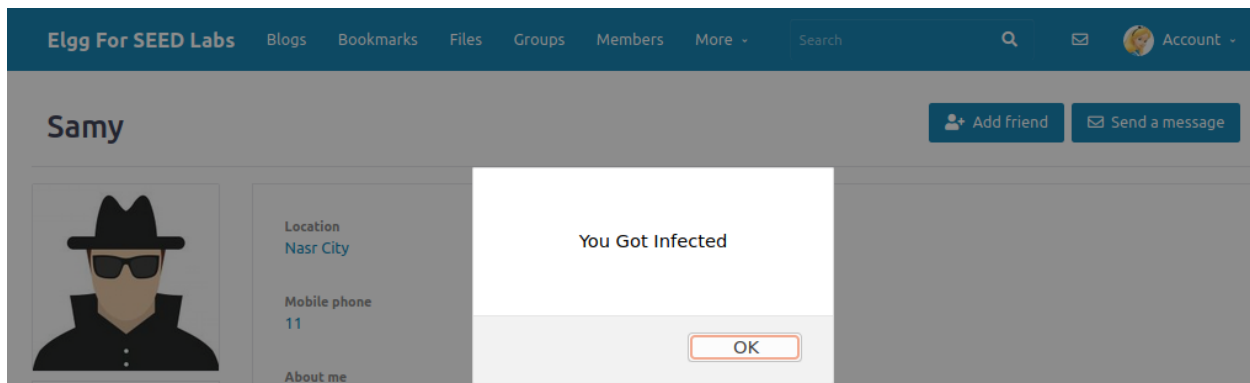 Elgg For SEED Labs Blogs Bookmarks Files Groups Members More Search Account
Samy
Add friend Send a message
Location
Nasr City
You Got Infected
Mobile phone
11
OK
About me